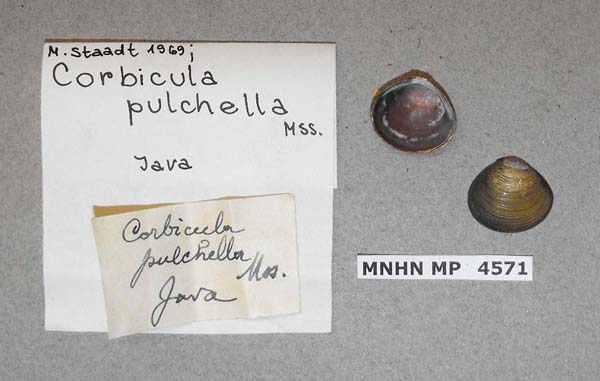 M. Staadt 1969;
Corbicula
pulchella
MSS.
Java
Corbicula
pulchella
Mss.
Java
MNHN MP 4571